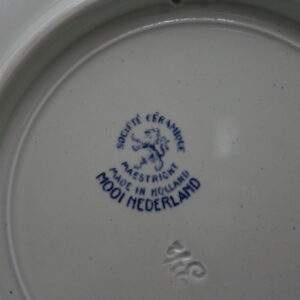 SOCIÉTÉ CÉRAMIQUE
MAESTRICHT
MADE IN HOLLAND
MOOI NEDERLAND